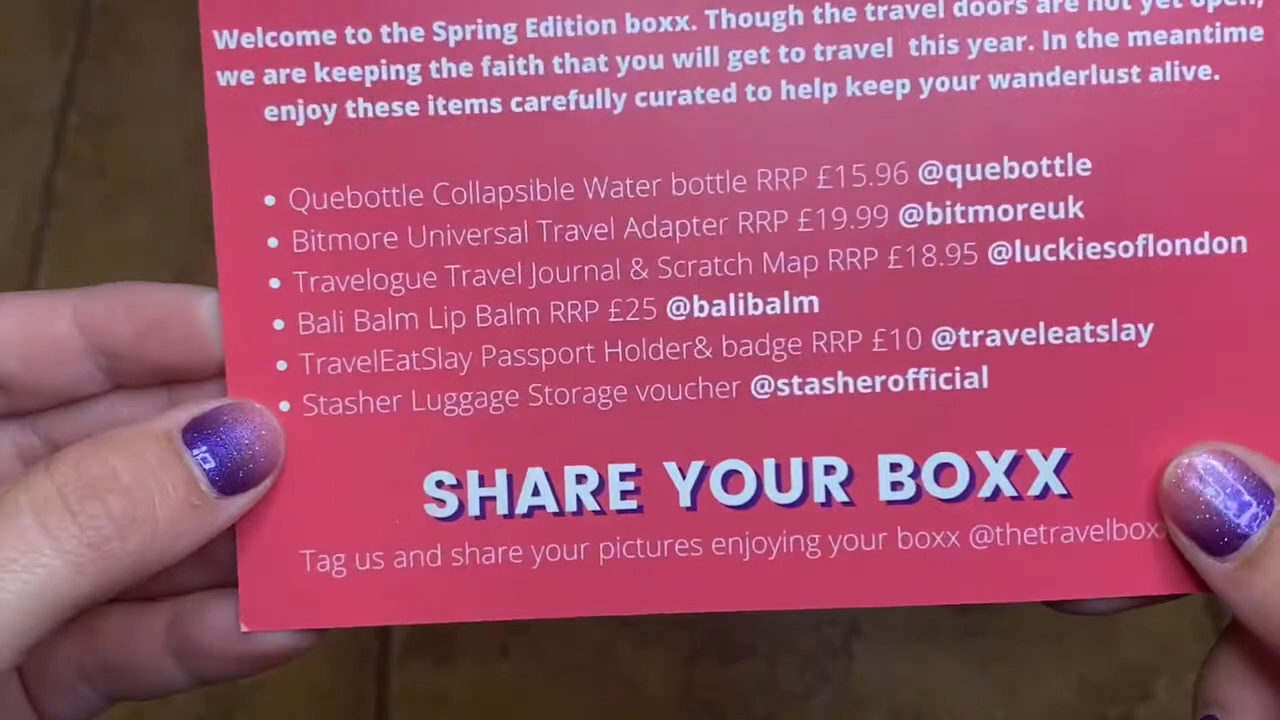 Welcome to the Spring Edition boxx. Though the travel doors are not yet open,
we are keeping the faith that you will get to travel this year. In the meantime
enjoy these items carefully curated to help keep your wanderlust alive.
• Quebottle Collapsible Water bottle RRP £15.96 @quebottle
• Bitmore Universal Travel Adapter RRP £19.99 @bitmoreuk
• Travelogue Travel Journal & Scratch Map RRP £18.95 @luckiesoflondon
• Bali Balm Lip Balm RRP £25 @balibalm
• TravelEatSlay Passport Holder& badge RRP £10 @traveleatslay
• Stasher Luggage Storage voucher @stasherofficial
SHARE YOUR BOXX
Tag us and share your pictures enjoying your boxx @thetravelbox